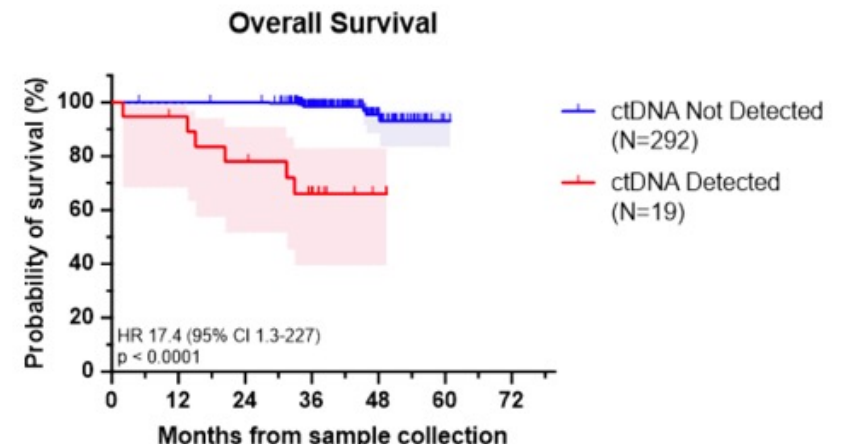 Overall Survival
Probability of survival (%)
100
80
60
40
20
0
HR 17.4 (95% CI 1.3-227)
p < 0.0001
0 12 24 36 48 60 72
Months from sample collection
ctDNA Not Detected
(N=292)
ctDNA Detected
(N=19)